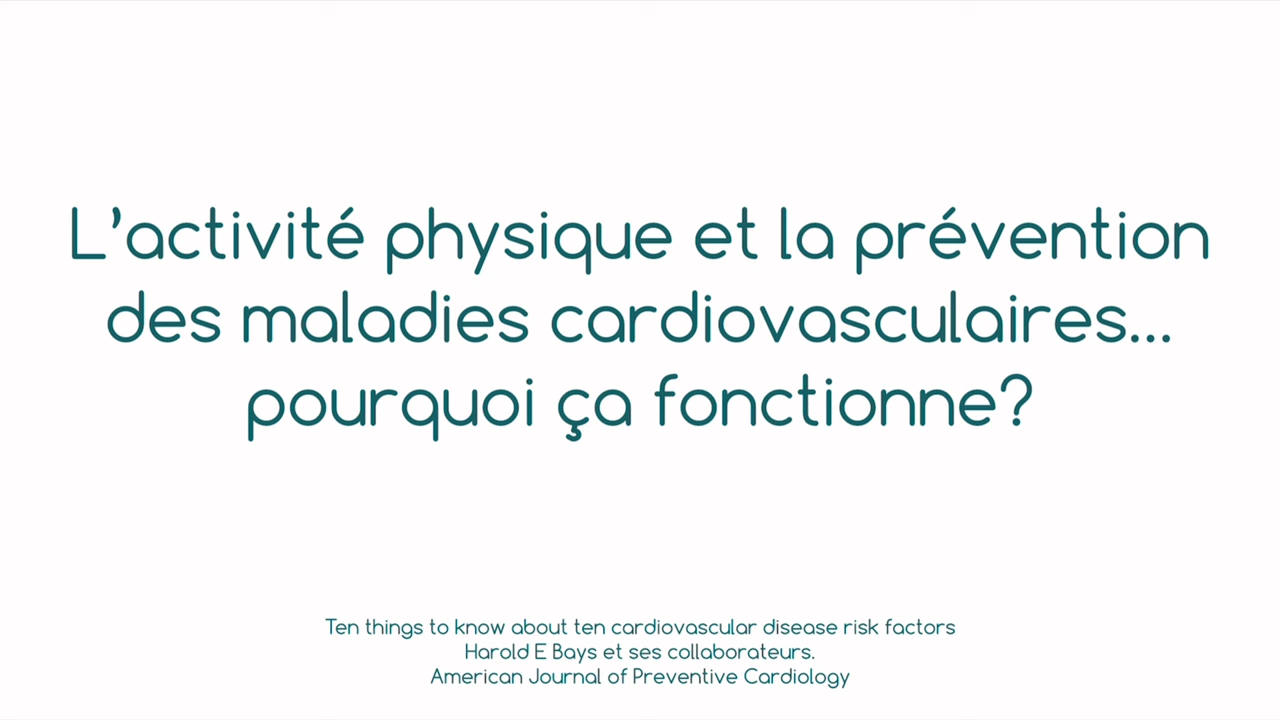 L’activité physique et la prévention
des maladies cardiovasculaires...
pourquoi ça fonctionne?
Ten things to know about ten cardiovascular disease risk factors
Harold E Bays et ses collaborateurs.
American Journal of Preventive Cardiology